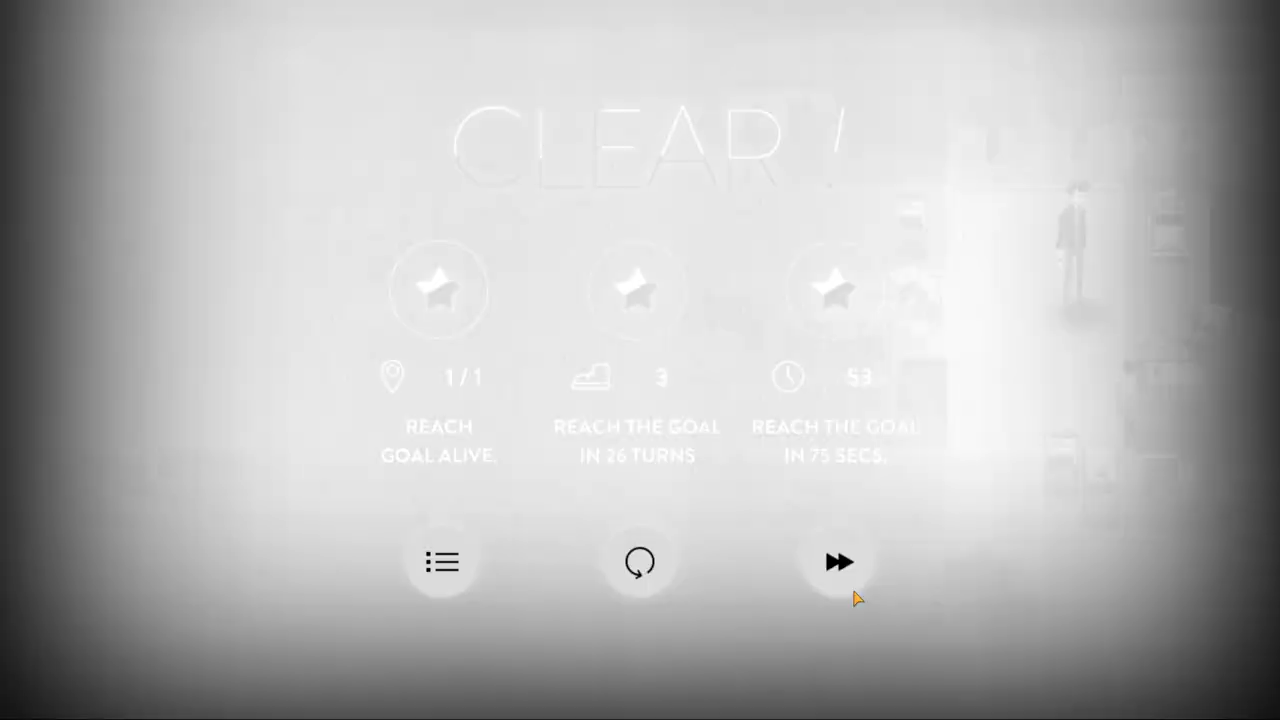 CLEAR !
1 / 1
3
53
REACH
GOAL ALIVE.
REACH THE GOAL
IN 26 TURNS
REACH THE GOAL
IN 75 SECS.